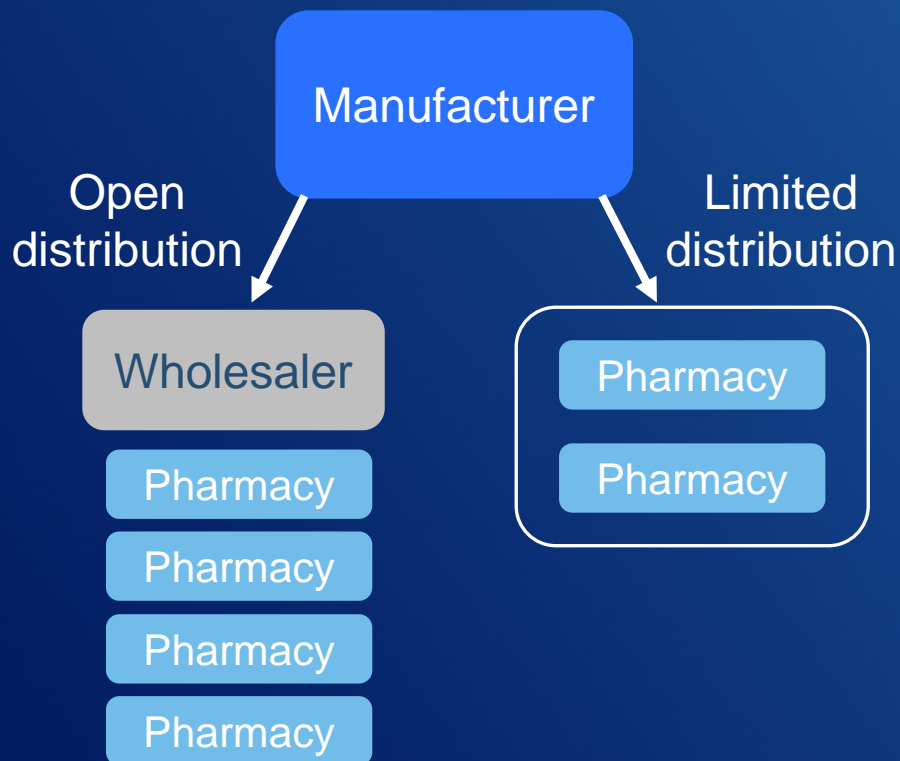 Manufacturer
Open
distribution
Limited
distribution
Wholesaler
Pharmacy
Pharmacy
Pharmacy
Pharmacy
Pharmacy
Pharmacy